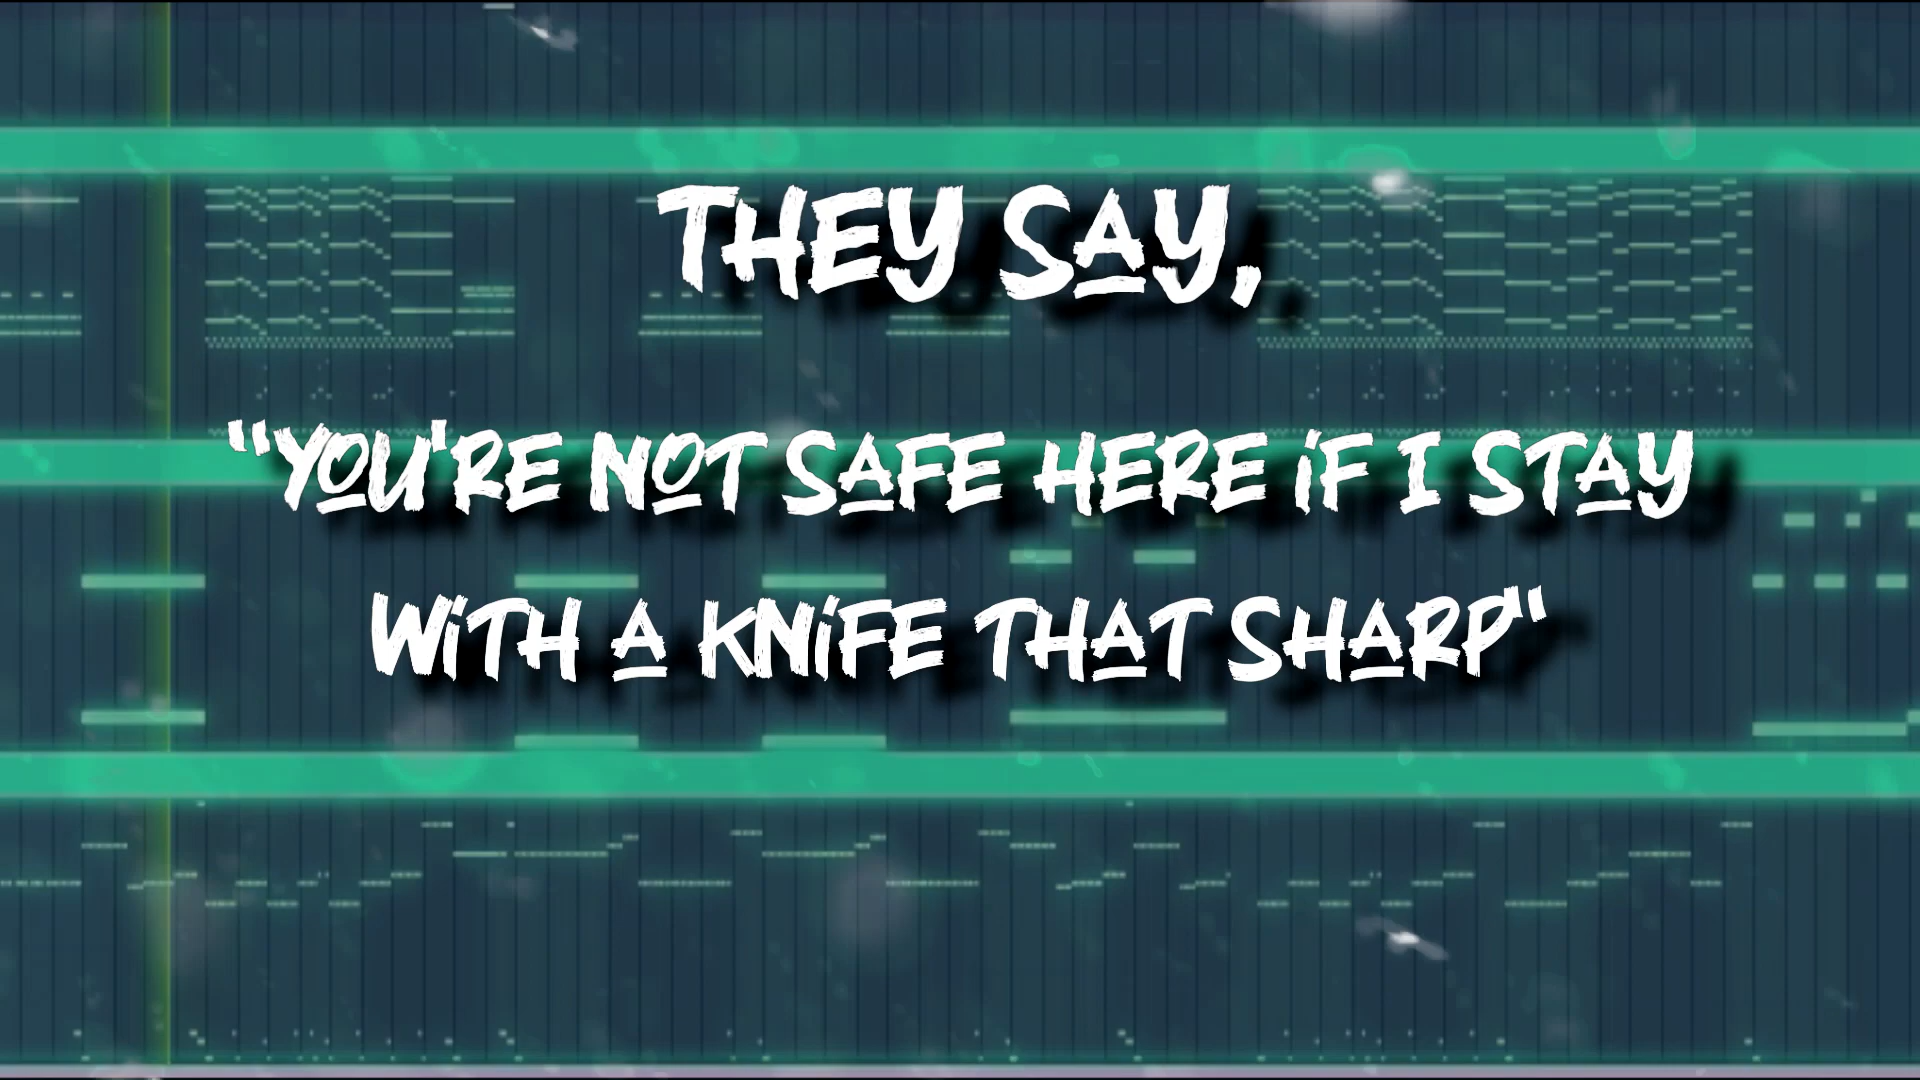 THEY SAY,
"YOU'RE NOT SAFE HERE iF I STAY
WiTH A KNiFE THAT SHARP"